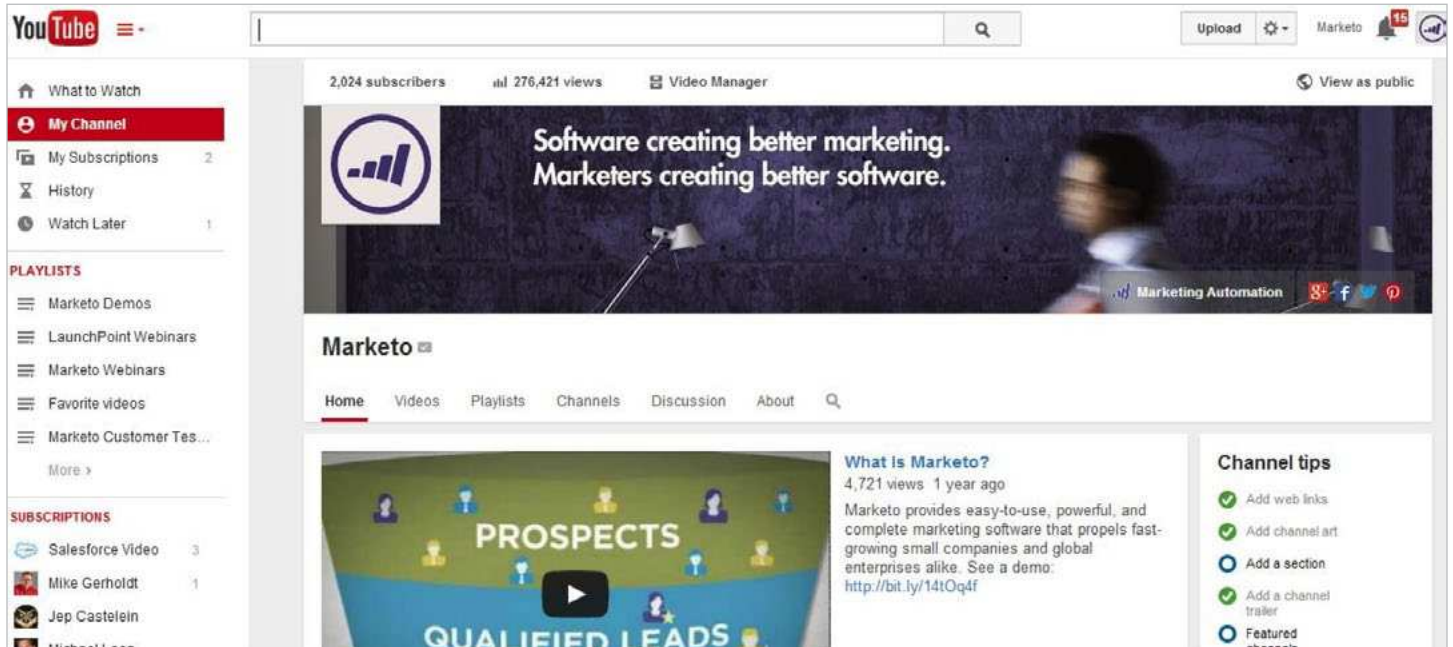 YouTube
Upload
Marketo
15
2,024 subscribers
276,421 views
Video Manager
View as public
What to Watch
My Channel
My Subscriptions 2
History
Watch Later 1
PLAYLISTS
Marketo Demos
LaunchPoint Webinars
Marketo Webinars
Favorite videos
Marketo Customer Tes...
More >
SUBSCRIPTIONS
Salesforce Video 3
Mike Gerholdt 1
Jep Castelein
Software creating better marketing.
Marketers creating better software.
Marketing Automation
Marketo
Home Videos Playlists Channels Discussion About
PROSPECTS
QUALIFIED LEADS
What Is Marketo?
4,721 views 1 year ago
Marketo provides easy-to-use, powerful, and
complete marketing software that propels fast-
growing small companies and global
enterprises alike. See a demo:
http://bit.ly/14tOq4f
Channel tips
Add web links
Add channel art
Add a section
Add a channel
trailer
Featured
channels